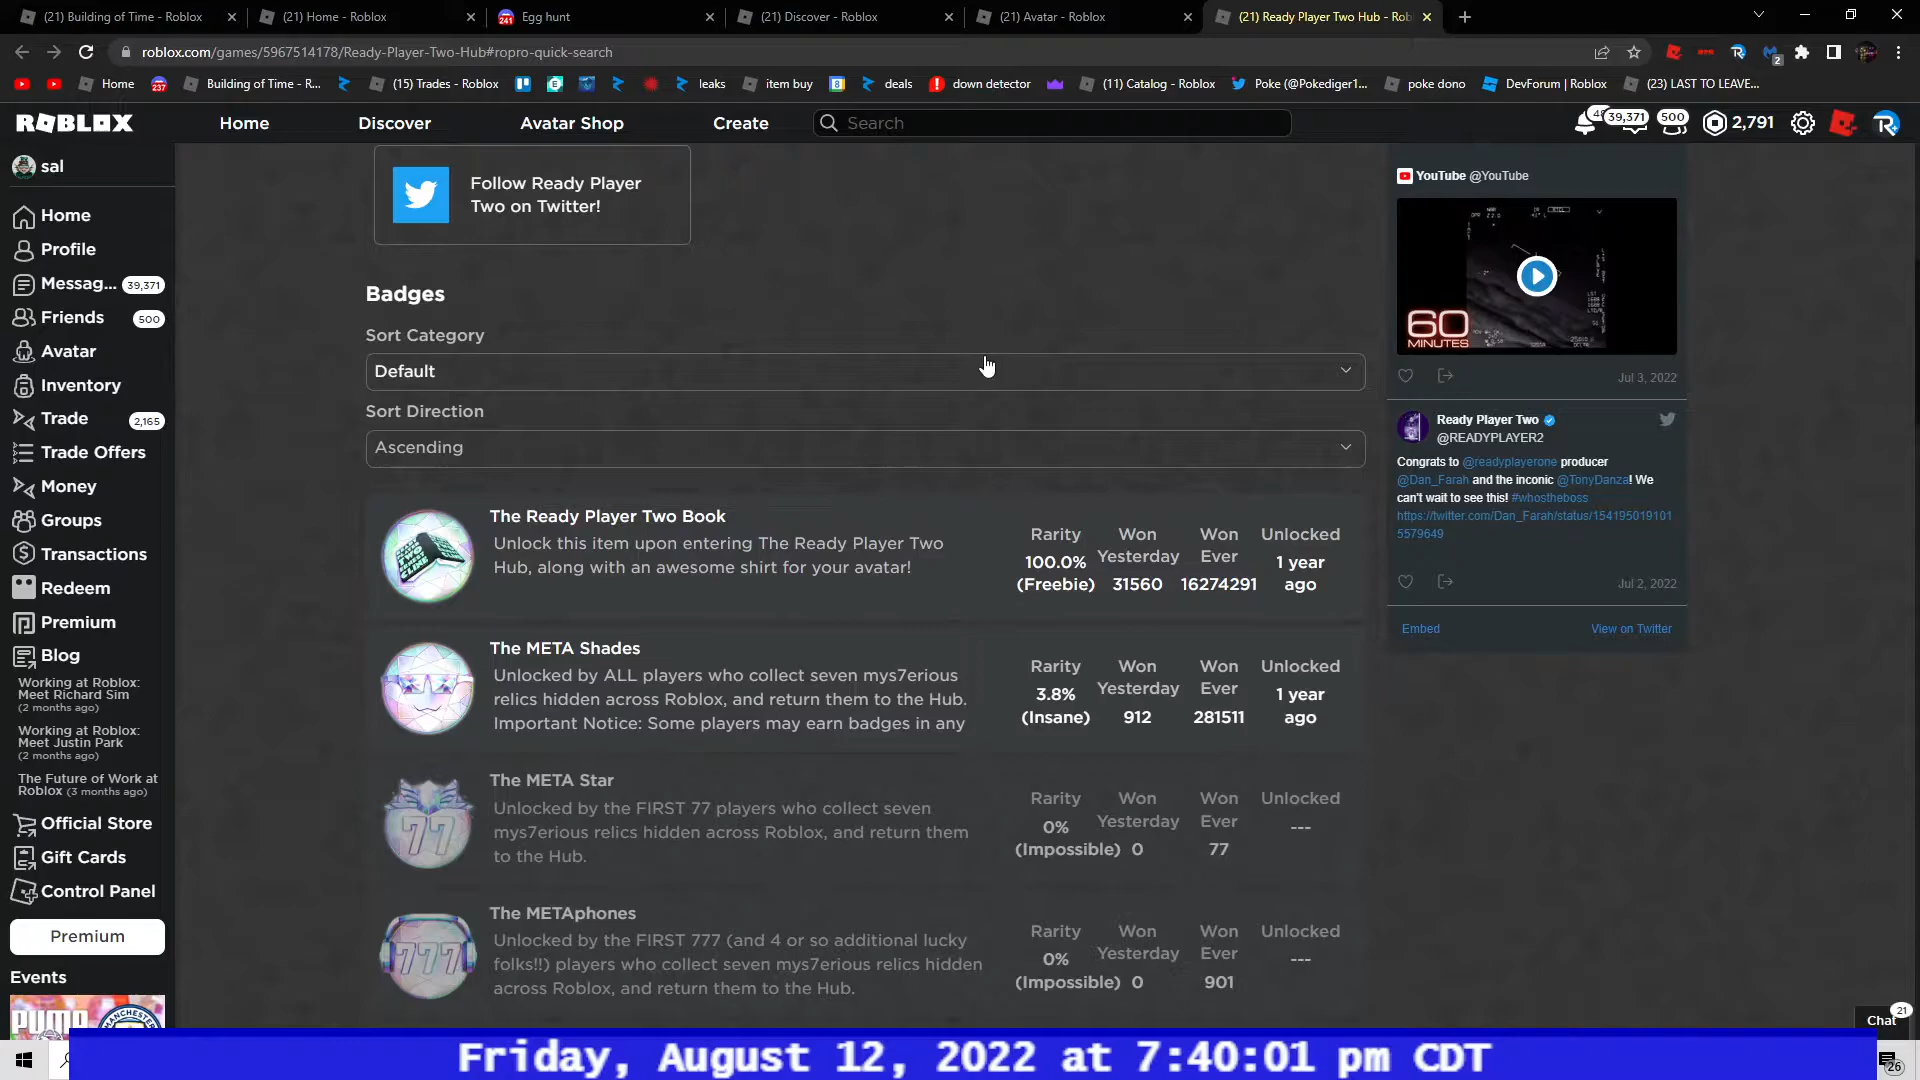 (21) Building of Time - Roblox
(21) Home - Roblox
Egg hunt
(21) Discover - Roblox
(21) Avatar - Roblox
(21) Ready Player Two Hub - Rob
roblox.com/games/5967514178/Ready-Player-Two-Hub#ropro-quick-search
2
Home
237
Building of Time - R...
(15) Trades - Roblox
leaks
item buy
deals
down detector
(11) Catalog - Roblox
Poke (@Pokediger1...
poke dono
DevForum | Roblox
(23) LAST TO LEAVE...
ROBLOX
Home
Discover
Avatar Shop
Create
Search
39,371
500
2,791
sal
Home
Profile
Messag... 39,371
Friends 500
Avatar
Inventory
Trade 2,165
Trade Offers
Money
Groups
Transactions
Redeem
Premium
Blog
Working at Roblox:
Meet Richard Sim
(2 months ago)
Working at Roblox:
Meet Justin Park
(2 months ago)
The Future of Work at
Roblox (3 months ago)
Official Store
Gift Cards
Control Panel
Premium
Events
PUMA
MANCHESTER
Follow Ready Player
Two on Twitter!
Badges
Sort Category
Default
Sort Direction
Ascending
The Ready Player Two Book
Unlock this item upon entering The Ready Player Two
Hub, along with an awesome shirt for your avatar!
Rarity
100.0%
(Freebie)
Won
Yesterday
31560
Won
Ever
16274291
Unlocked
1 year
ago
The META Shades
Unlocked by ALL players who collect seven mys7erious
relics hidden across Roblox, and return them to the Hub.
Important Notice: Some players may earn badges in any
Rarity
3.8%
(Insane)
Won
Yesterday
912
Won
Ever
281511
Unlocked
1 year
ago
The META Star
Unlocked by the FIRST 77 players who collect seven
mys7erious relics hidden across Roblox, and return them
to the Hub.
77
Rarity
0%
(Impossible)
Won
Yesterday
0
Won
Ever
77
Unlocked
---
The METAphones
Unlocked by the FIRST 777 (and 4 or so additional lucky
folks!!) players who collect seven mys7erious relics hidden
across Roblox, and return them to the Hub.
777
Rarity
0%
(Impossible)
Won
Yesterday
0
Won
Ever
901
Unlocked
---
YouTube @YouTube
60
MINUTES
Jul 3, 2022
Ready Player Two
@READYPLAYER2
Congrats to @readyplayerone producer
@Dan_Farah and the inconic @TonyDanza! We
can't wait to see this! #whostheboss
https://twitter.com/Dan_Farah/status/154195019101
5579649
Jul 2, 2022
Embed
View on Twitter
Chat
21
Friday, August 12, 2022 at 7:40:01 pm CDT
26